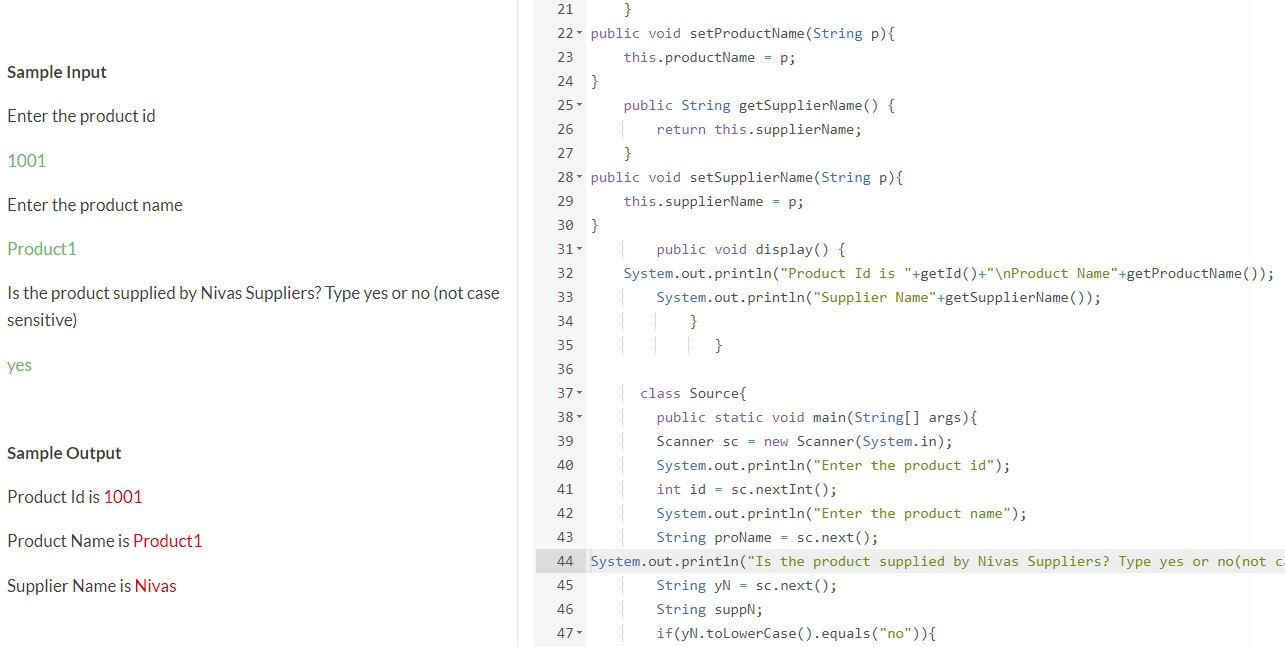 Sample Input
Enter the product id
1001
Enter the product name
Product1
Is the product supplied by Nivas Suppliers? Type yes or no (not case
sensitive)
yes
Sample Output
Product Id is 1001
Product Name is Product1
Supplier Name is Nivas
21 }
22 public void setProductName(String p){
23 this.productName = p;
24 }
25 public String getSupplierName() {
26 return this.supplierName;
27 }
28 public void setSupplierName(String p){
29 this.supplierName = p;
30 }
31 public void display() {
32 System.out.println("Product Id is "+getId()+"\nProduct Name"+getProductName());
33 System.out.println("Supplier Name"+getSupplierName());
34 }
35 }
36
37 class Source{
38 public static void main(String[] args){
39 Scanner sc = new Scanner(System.in);
40 System.out.println("Enter the product id");
41 int id = sc.nextInt();
42 System.out.println("Enter the product name");
43 String proName = sc.next();
44 System.out.println("Is the product supplied by Nivas Suppliers? Type yes or no(not c
45 String yN = sc.next();
46 String suppN;
47 if(yN.toLowerCase().equals("no")){